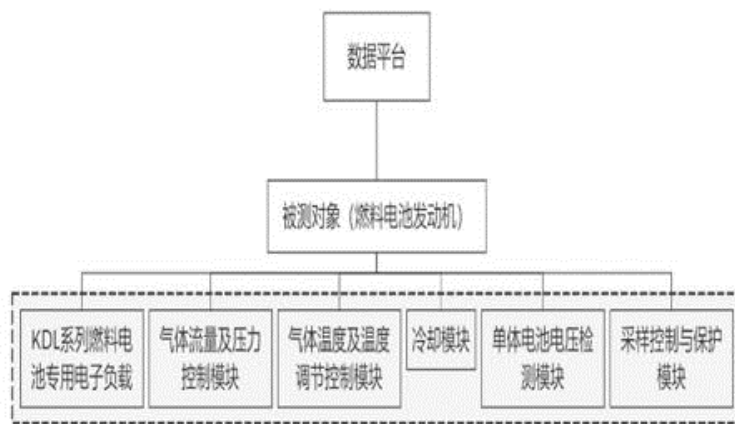 数据平台
被测对象（燃料电池发动机）
KDL系列燃料电
池专用电子负载
气体流量及压力
控制模块
气体温度及温度
调节控制模块
冷却模块
单体电池电压检
测模块
采样控制与保护
模块